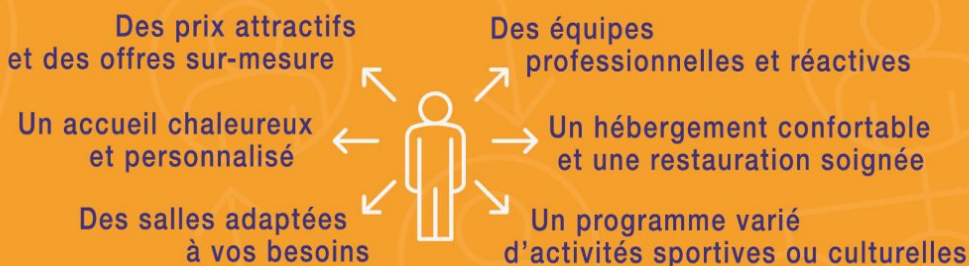 Des prix attractifs
et des offres sur-mesure
Des équipes
professionnelles et réactives
Un accueil chaleureux
et personnalisé
Un hébergement confortable
et une restauration soignée
Des salles adaptées
à vos besoins
Un programme varié
d'activités sportives ou culturelles